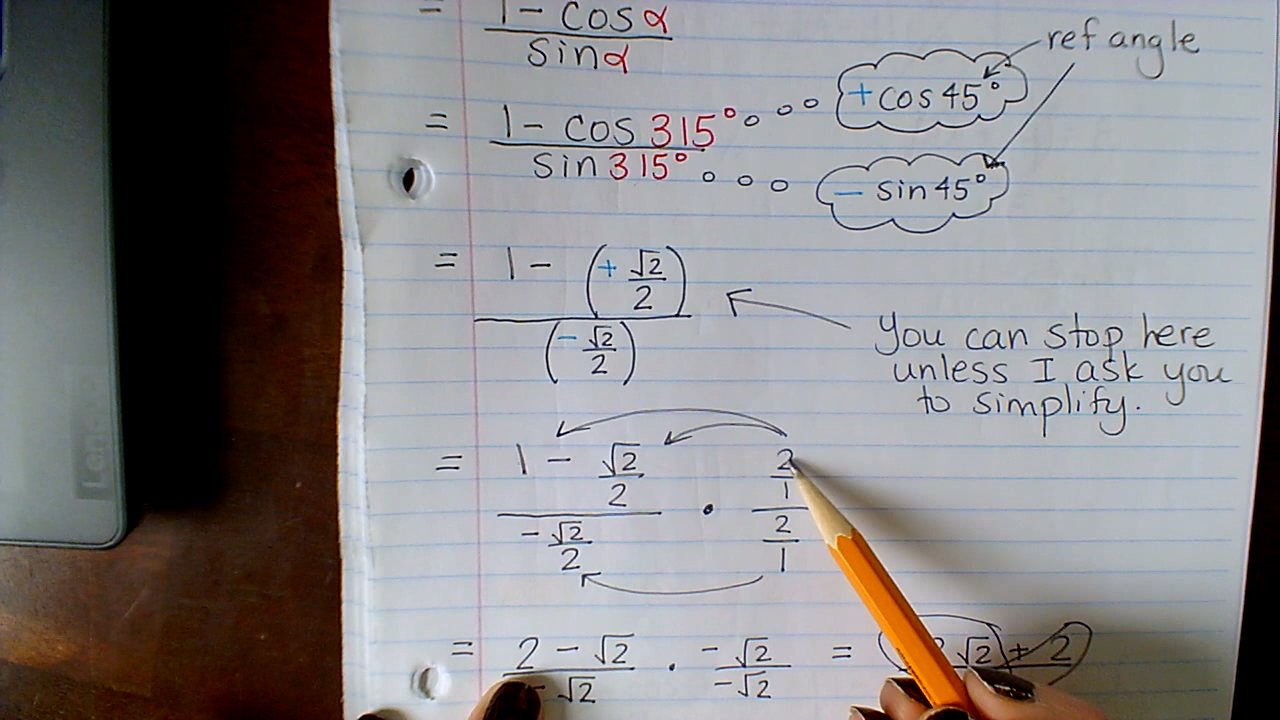 = 1 - cosα
sinα
ref angle
+cos 45°
= 1 - cos 315°
sin 315°
- sin 45°
= 1 - (+ √2/2)
(- √2/2)
You can stop here
unless I ask you
to simplify.
= 1 - √2/2 · 2/1
- √2/2 2/1
= 2 - √2 · -√2 = √2 + 2
-√2 -√2